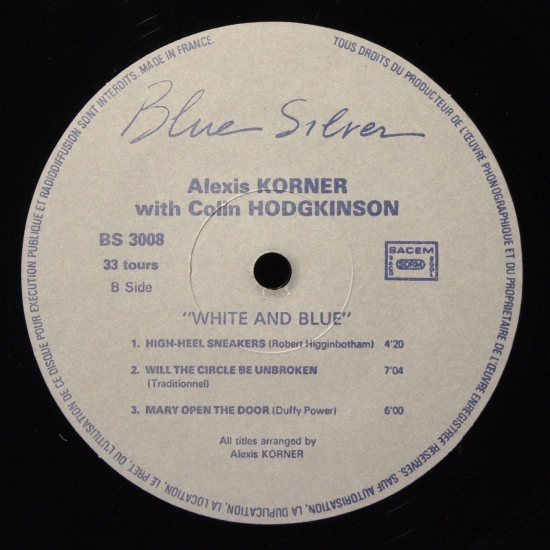 TOUS DROITS DU PRODUCTEUR DE L'ŒUVRE PHONOGRAPHIQUE ET DU PROPRIETAIRE DE L'ŒUVRE ENREGISTREE RESERVES. SAUF AUTORISATION, LA DUPLICATION, LA LOCATION, LE PRET, OU L'UTILISATION DE CE DISQUE POUR EXECUTION PUBLIQUE ET RADIODIFFUSION SONT INTERDITS. MADE IN FRANCE.
Blue Silver
Alexis KORNER
with Colin HODGKINSON
BS 3008
33 tours
B Side
SACEM
SACD SDRM SGDL
"WHITE AND BLUE"
1. HIGH-HEEL SNEAKERS (Robert Higginbotham) 4'20
2. WILL THE CIRCLE BE UNBROKEN 7'04
(Traditionnel)
3. MARY OPEN THE DOOR (Duffy Power) 6'00
All titles arranged by
Alexis KORNER